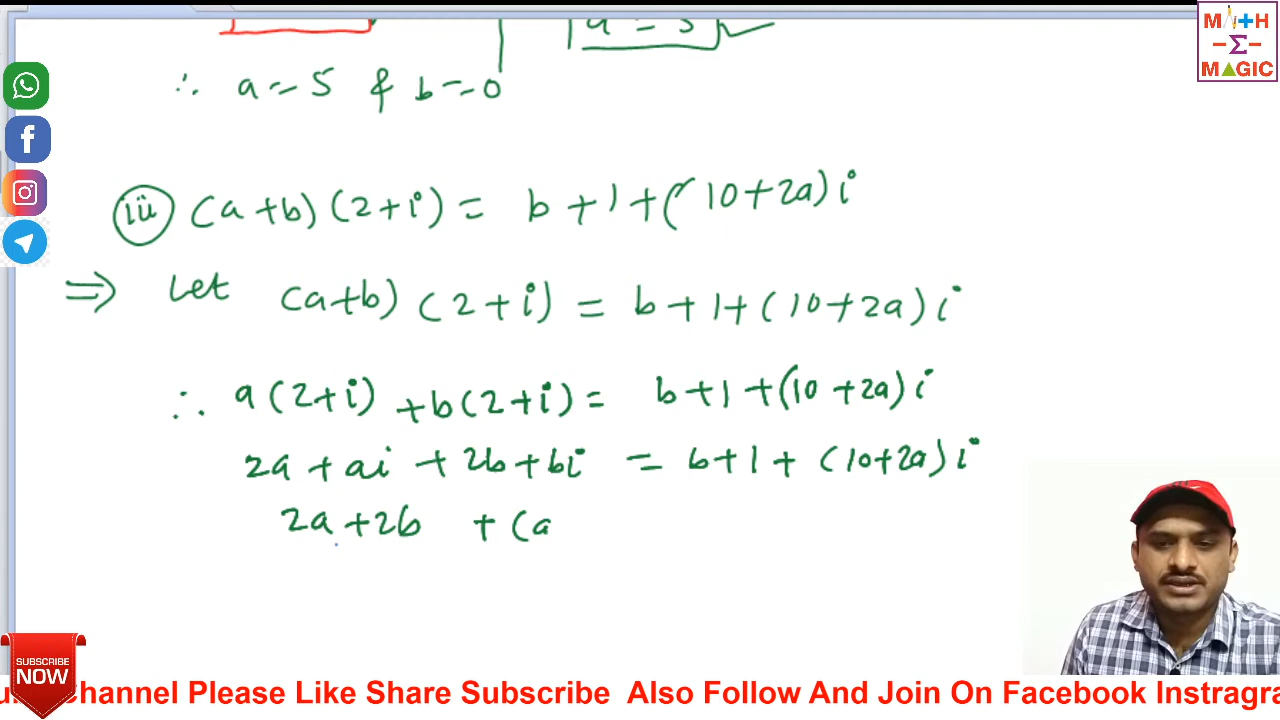 a = 5
∴ a = 5 & b = 0
MATH
-Σ-
MAGIC
(iii) (a+b)(2+i) = b+1+(10+2a)i
⇒ Let (a+b)(2+i) = b+1+(10+2a)i
∴ a(2+i)+b(2+i) = b+1+(10+2a)i
2a+ai+2b+bi = b+1+(10+2a)i
2a+2b +(a
SUBSCRIBE
NOW
Channel Please Like Share Subscribe Also Follow And Join On Facebook Instragra